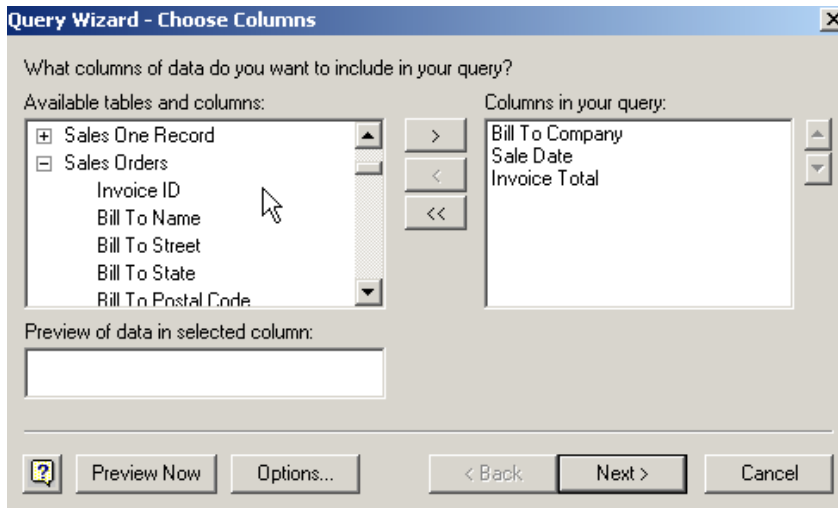 Query Wizard - Choose Columns
What columns of data do you want to include in your query?
Available tables and columns:
Sales One Record
Sales Orders
Invoice ID
Bill To Name
Bill To Street
Bill To State
Bill To Postal Code
>
<
<<
Columns in your query:
Bill To Company
Sale Date
Invoice Total
Preview of data in selected column:
Preview Now
Options...
< Back
Next >
Cancel